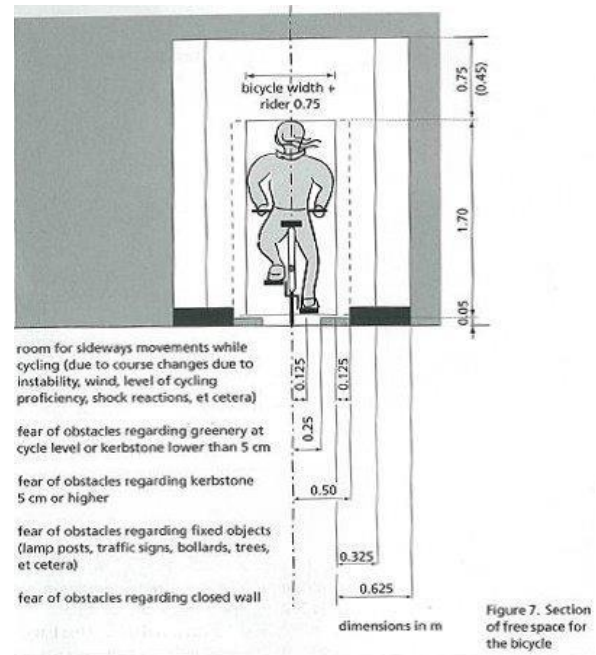 bicycle width +
rider 0.75
0.75
(0.45)
1.70
0.05
room for sideways movements while
cycling (due to course changes due to
instability, wind, level of cycling
proficiency, shock reactions, et cetera)
0.125
0.125
fear of obstacles regarding greenery at
cycle level or kerbstone lower than 5 cm
0.25
fear of obstacles regarding kerbstone
5 cm or higher
0.50
fear of obstacles regarding fixed objects
(lamp posts, traffic signs, bollards, trees,
et cetera)
0.325
fear of obstacles regarding closed wall
0.625
dimensions in m
Figure 7. Section
of free space for
the bicycle